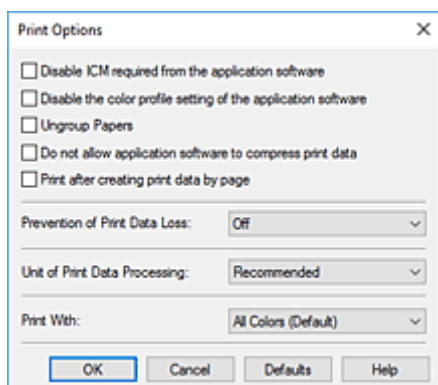 Print Options
Disable ICM required from the application software
Disable the color profile setting of the application software
Ungroup Papers
Do not allow application software to compress print data
Print after creating print data by page
Prevention of Print Data Loss: Off
Unit of Print Data Processing: Recommended
Print With: All Colors (Default)
OK Cancel Defaults Help